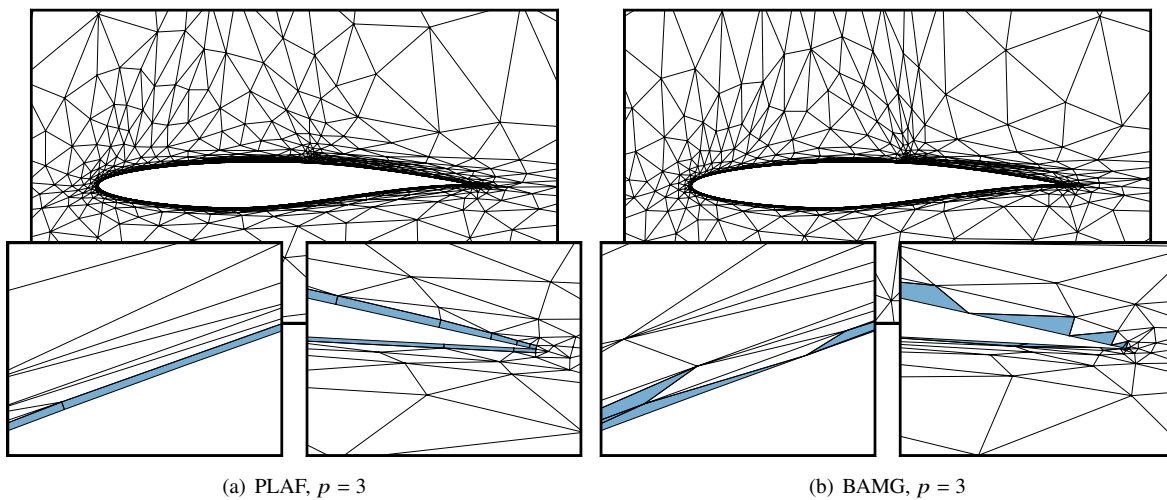 (a) PLAF, p = 3
(b) BAMG, p = 3